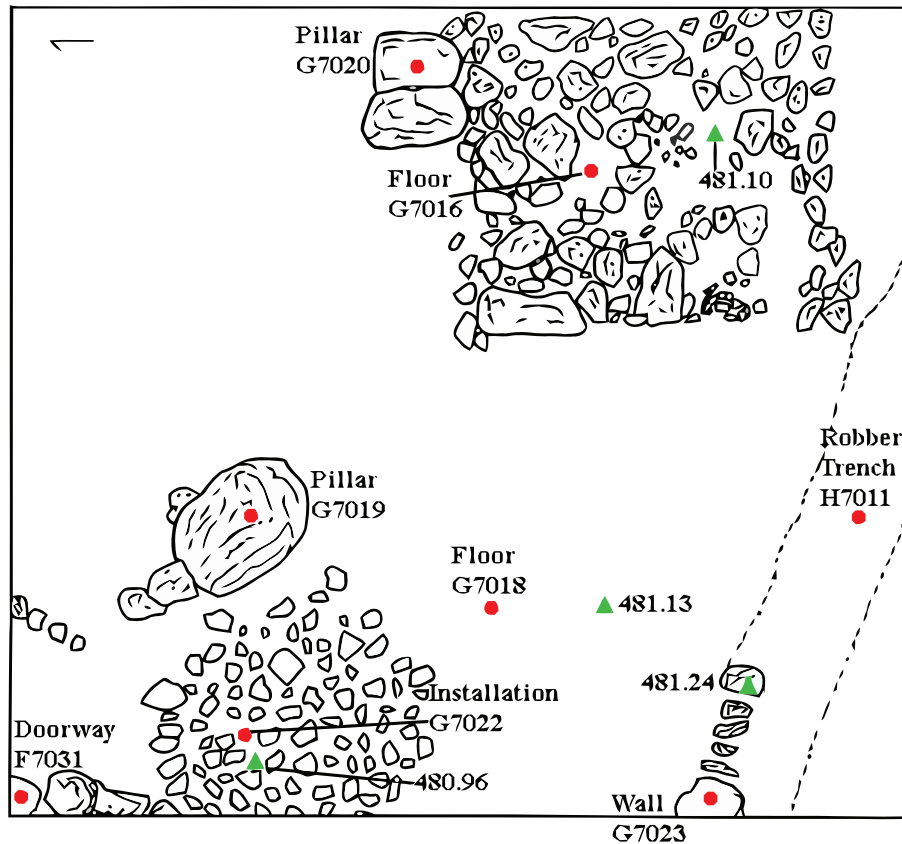 Pillar
G7020
481.10
Floor
G7016
Robber
Trench
H7011
Pillar
G7019
Floor
G7018
481.13
481.24
Installation
G7022
Doorway
F7031
480.96
Wall
G7023